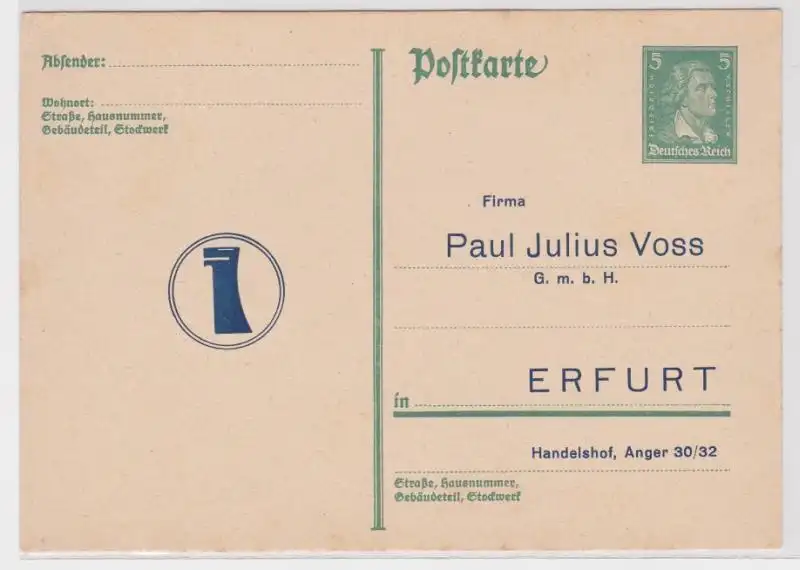 Absender:
Wohnort:
Straße, Hausnummer,
Gebäudeteil, Stockwerk
Postkarte
5 5
FRIEDRICH
Deutsches Reich
Firma
Paul Julius Voss
G. m. b. H.
ERFURT
in
Handelshof, Anger 30/32
Straße, Hausnummer,
Gebäudeteil, Stockwerk